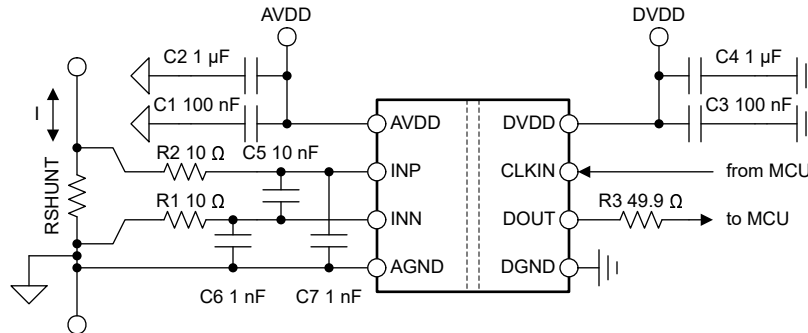 AVDD
DVDD
C2 1 µF
C4 1 µF
C1 100 nF
C3 100 nF
I
AVDD
DVDD
R2 10 Ω
C5 10 nF
INP
CLKIN
from MCU
RSHUNT
R1 10 Ω
INN
DOUT
R3 49.9 Ω
to MCU
AGND
DGND
C6 1 nF
C7 1 nF